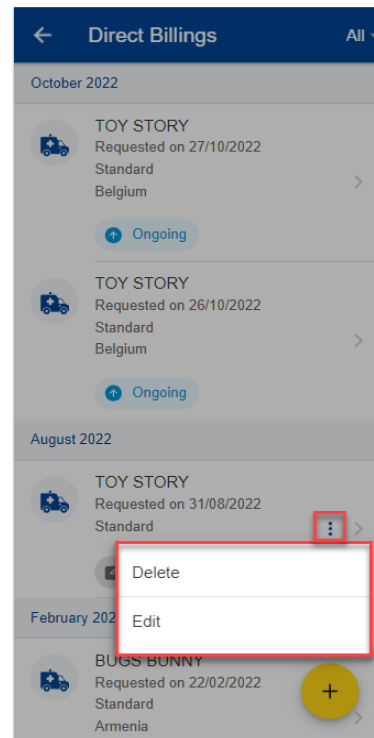 Direct Billings
All
October 2022
TOY STORY
Requested on 27/10/2022
Standard
Belgium
Ongoing
TOY STORY
Requested on 26/10/2022
Standard
Belgium
Ongoing
August 2022
TOY STORY
Requested on 31/08/2022
Standard
Delete
Edit
February 202
BUGS BUNNY
Requested on 22/02/2022
Standard
Armenia